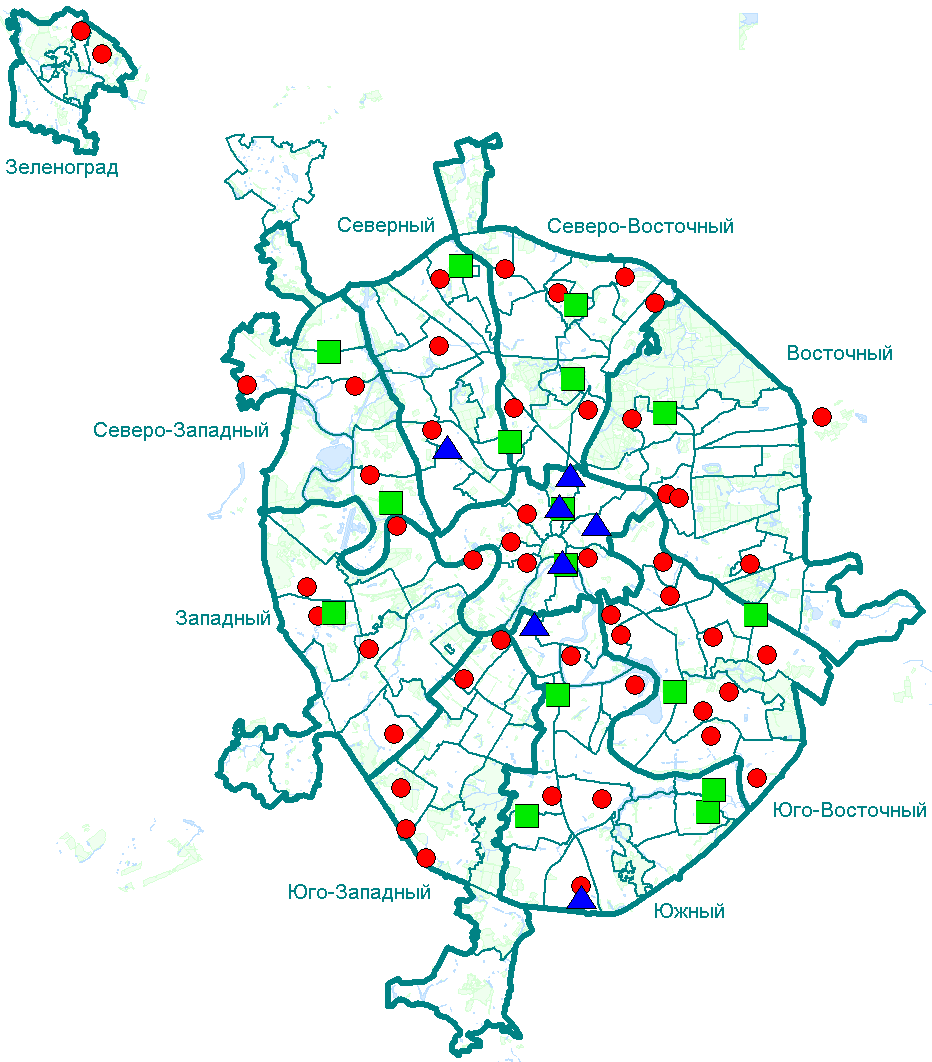 Зеленоград
Северный
Северо-Восточный
Восточный
Северо-Западный
Западный
Юго-Восточный
Юго-Западный
Южный